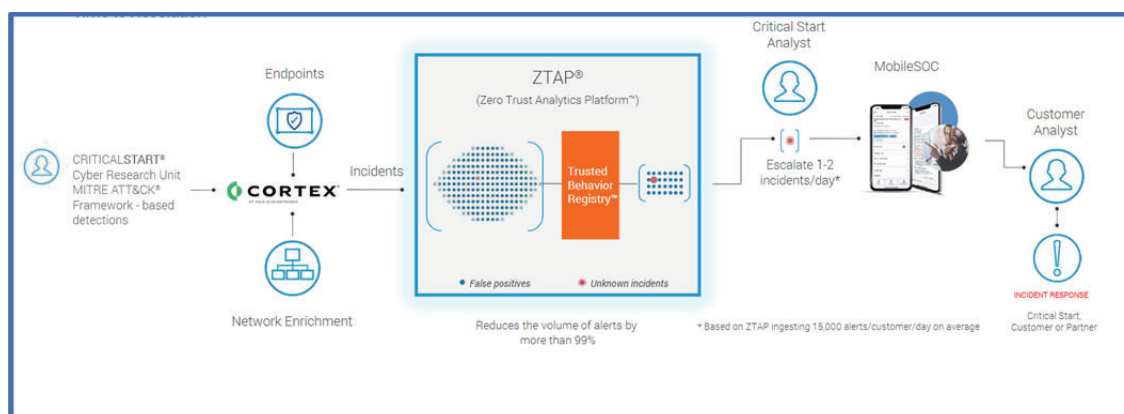 Endpoints
CRITICALSTART®
Cyber Research Unit
MITRE ATT&CK®
Framework - based
detections
CORTEX™
Network Enrichment
Incidents
ZTAP®
(Zero Trust Analytics Platform™)
Trusted
Behavior
Registry™
False positives
Unknown incidents
Reduces the volume of alerts by
more than 99%
Critical Start
Analyst
Escalate 1-2
incidents/day*
MobileSOC
* Based on ZTAP ingesting 15,000 alerts/customer/day on average
Customer
Analyst
INCIDENT RESPONSE
Critical Start,
Customer or Partner